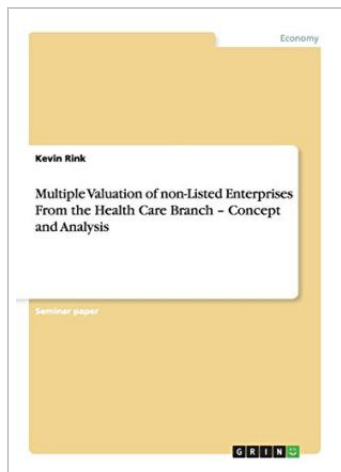 Economy
Kevin Rink
Multiple Valuation of non-Listed Enterprises
From the Health Care Branch – Concept
and Analysis
Seminar paper
GRIN